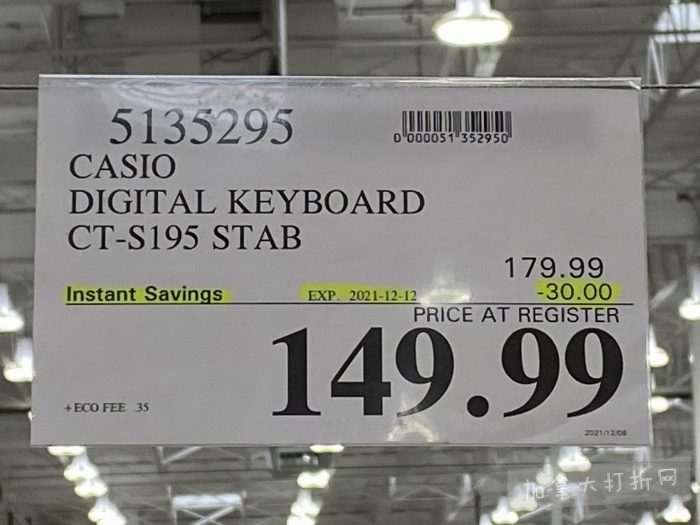 5135295
0 000051 352950
CASIO
DIGITAL KEYBOARD
CT-S195 STAB
179.99
Instant Savings EXP. 2021-12-12 -30.00
PRICE AT REGISTER
149.99
+ECO FEE .35
2021/12/08
加拿大打折网